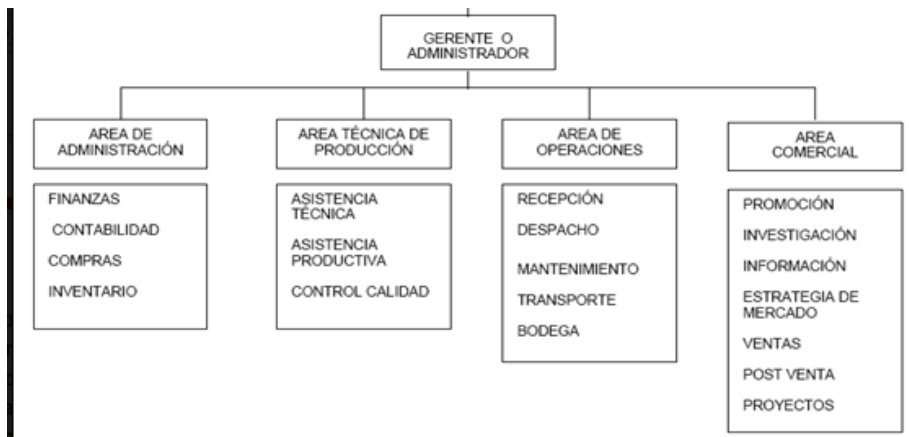 GERENTE O
ADMINISTRADOR
AREA DE
ADMINISTRACIÓN
AREA TÉCNICA DE
PRODUCCIÓN
AREA DE
OPERACIONES
AREA
COMERCIAL
FINANZAS
CONTABILIDAD
COMPRAS
INVENTARIO
ASISTENCIA
TÉCNICA
ASISTENCIA
PRODUCTIVA
CONTROL CALIDAD
RECEPCIÓN
DESPACHO
MANTENIMIENTO
TRANSPORTE
BODEGA
PROMOCIÓN
INVESTIGACIÓN
INFORMACIÓN
ESTRATEGIA DE
MERCADO
VENTAS
POST VENTA
PROYECTOS